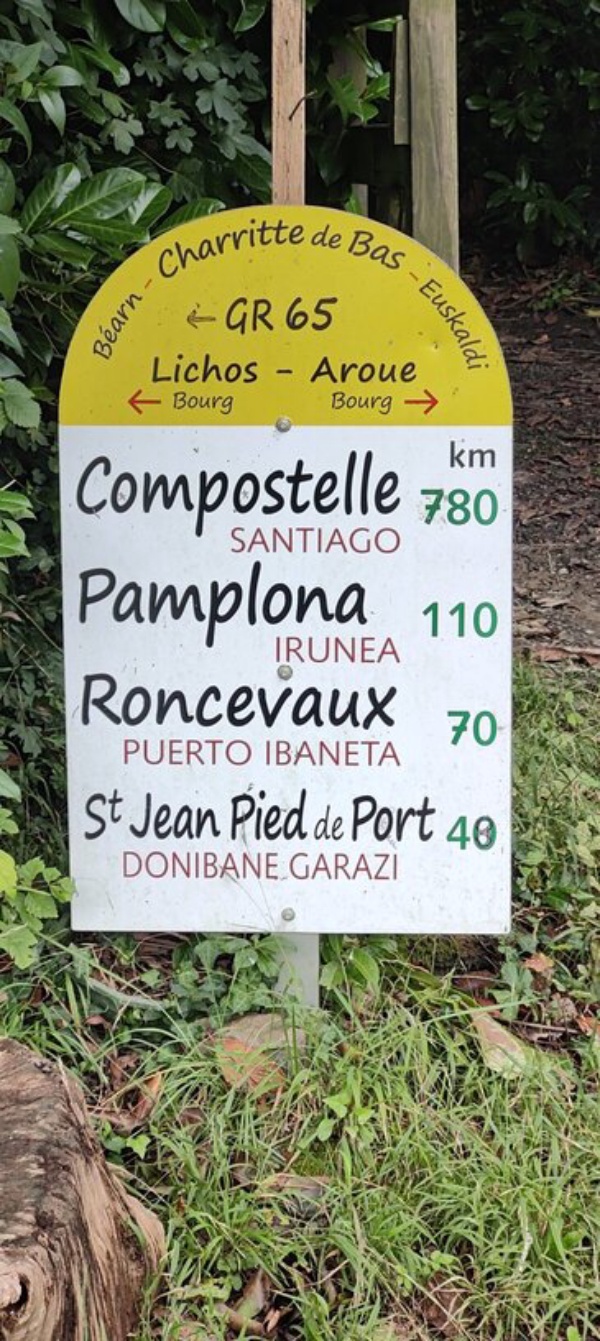 Béarn - Charritte de Bas - Euskaldi
← GR 65
Lichos - Aroue
← Bourg Bourg →
km
Compostelle 780
SANTIAGO
Pamplona 110
IRUNEA
Roncevaux 70
PUERTO IBANETA
St Jean Pied de Port 40
DONIBANE GARAZI